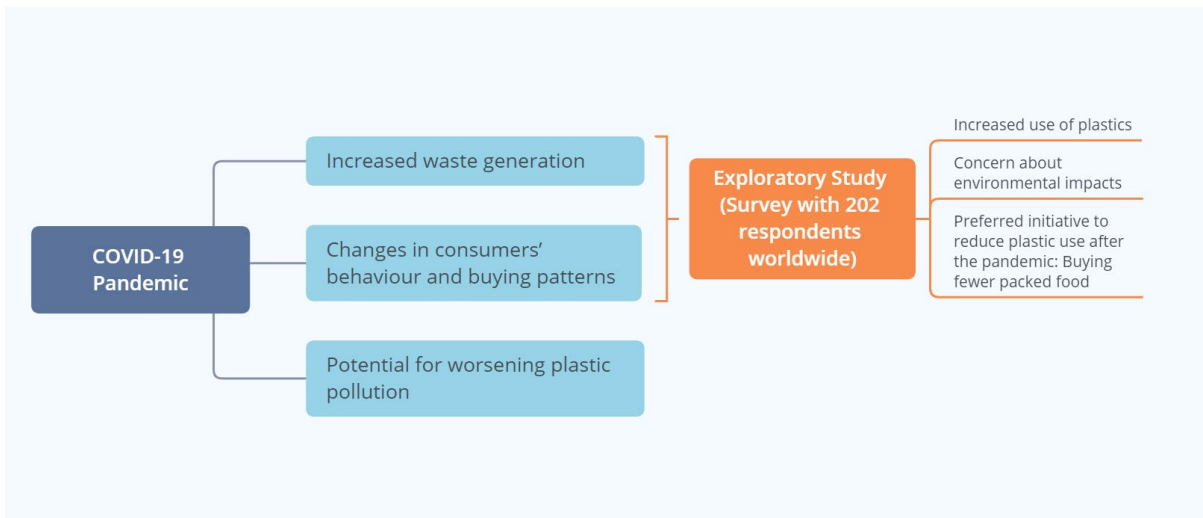 COVID-19
Pandemic
Increased waste generation
Changes in consumers’
behaviour and buying patterns
Potential for worsening plastic
pollution
Exploratory Study
(Survey with 202
respondents
worldwide)
Increased use of plastics
Concern about
environmental impacts
Preferred initiative to
reduce plastic use after
the pandemic: Buying
fewer packed food